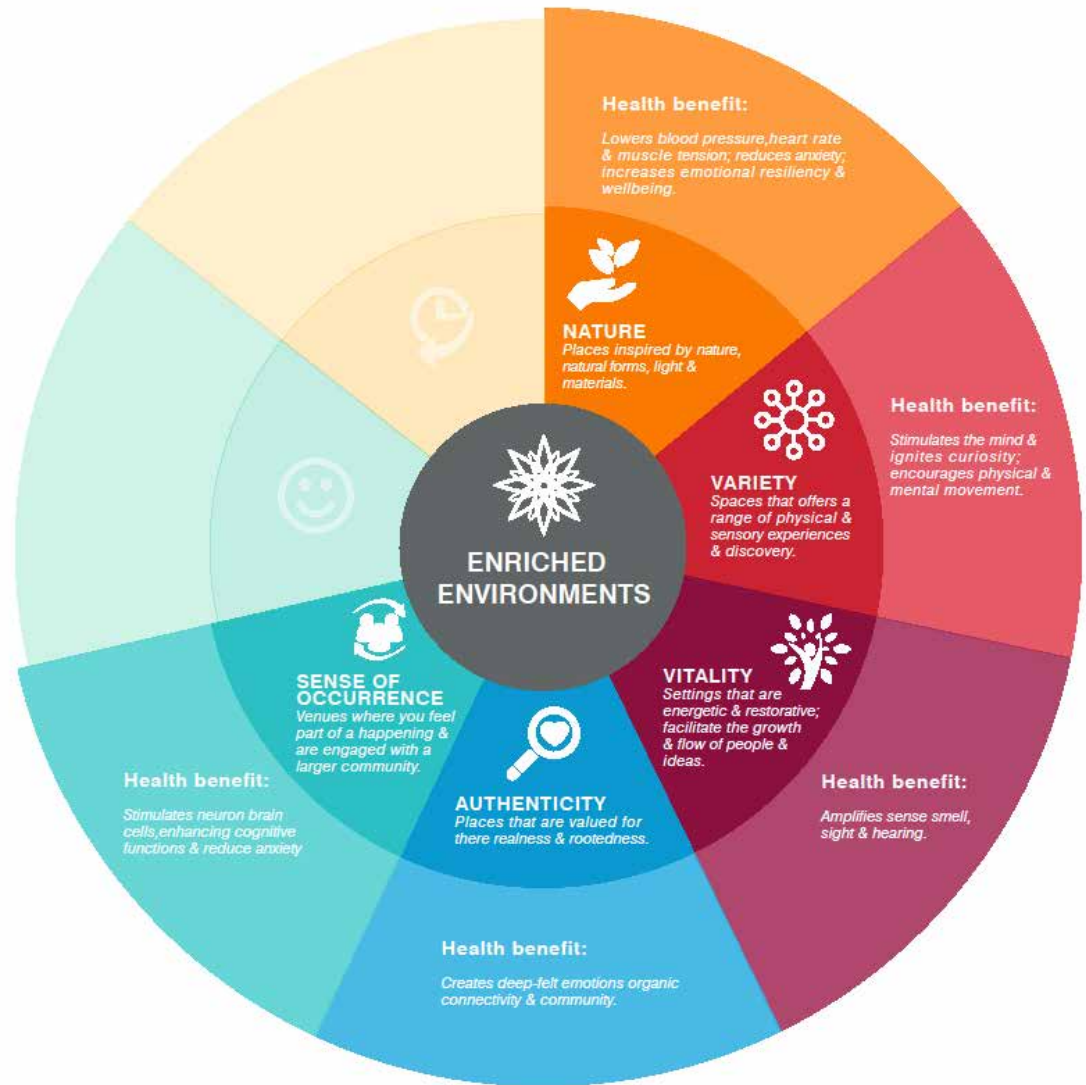 Health benefit:
Lowers blood pressure,heart rate
& muscle tension; reduces anxiety;
increases emotional resiliency &
wellbeing.
NATURE
Places inspired by nature,
natural forms, light &
materials.
Health benefit:
Stimulates the mind &
ignites curiosity;
encourages physical &
mental movement.
VARIETY
Spaces that offers a
range of physical &
sensory experiences
& discovery.
ENRICHED
ENVIRONMENTS
VITALITY
Settings that are
energetic & restorative;
facilitate the growth
& flow of people &
ideas.
Health benefit:
Amplifies sense smell,
sight & hearing.
AUTHENTICITY
Places that are valued for
there realness & rootedness.
Health benefit:
Creates deep-felt emotions organic
connectivity & community.
SENSE OF
OCCURRENCE
Venues where you feel
part of a happening &
are engaged with a
larger community.
Health benefit:
Stimulates neuron brain
cells,enhancing cognitive
functions & reduce anxiety